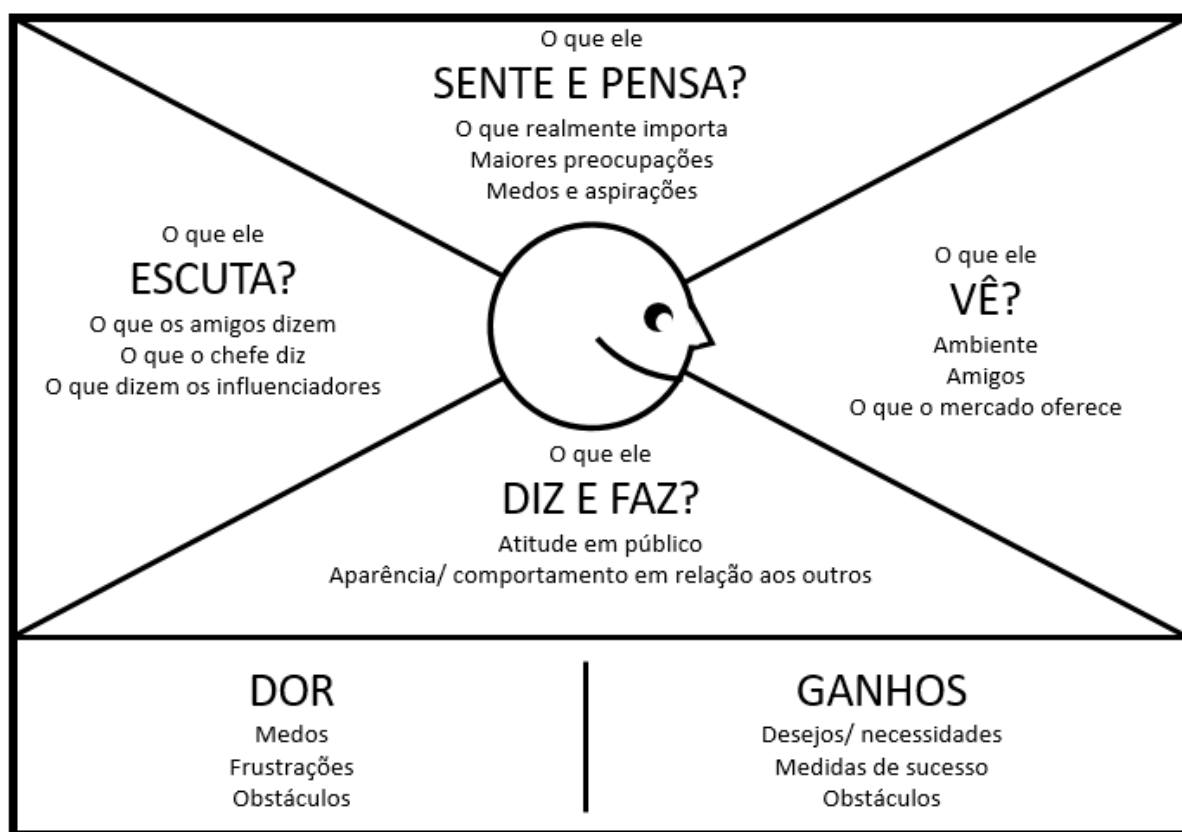 O que ele
SENTE E PENSA?
O que realmente importa
Maiores preocupações
Medos e aspirações
O que ele
ESCUTA?
O que os amigos dizem
O que o chefe diz
O que dizem os influenciadores
O que ele
VÊ?
Ambiente
Amigos
O que o mercado oferece
O que ele
DIZ E FAZ?
Atitude em público
Aparência/ comportamento em relação aos outros
DOR
Medos
Frustrações
Obstáculos
GANHOS
Desejos/ necessidades
Medidas de sucesso
Obstáculos